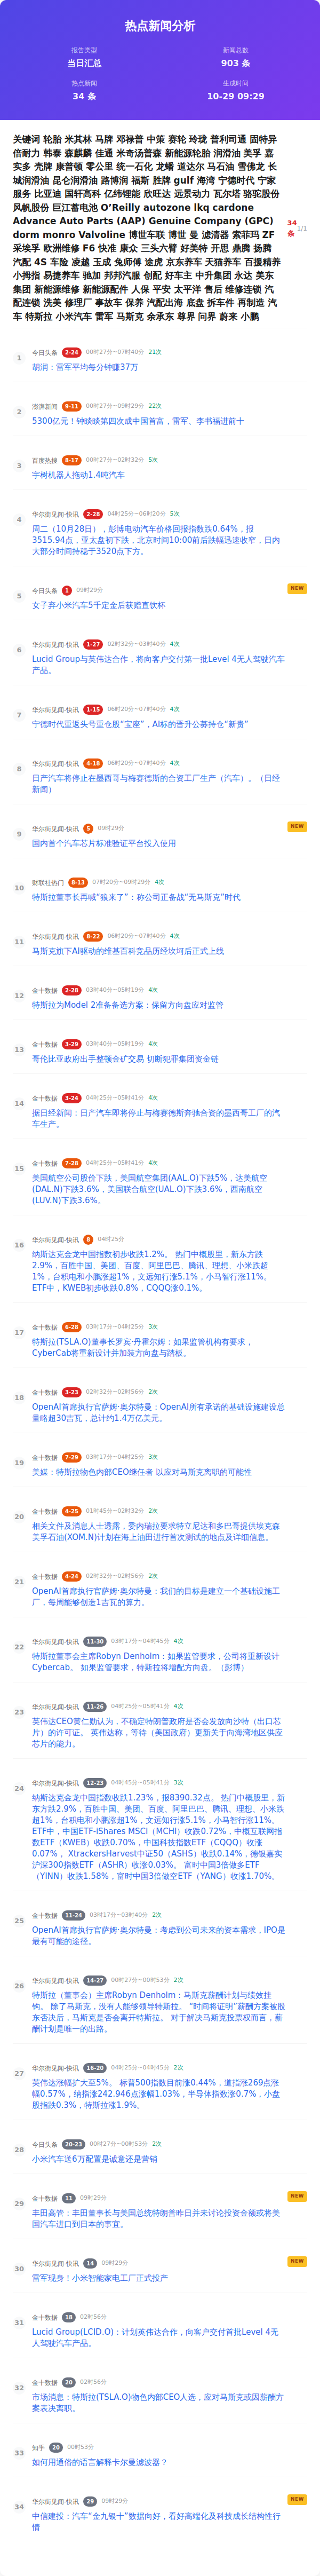 热点新闻分析
报告类型
新闻总数
当日汇总
903 条
热点新闻
生成时间
34 条
10-29 09:29
关键词 轮胎 米其林 马牌 邓禄普 中策 赛轮 玲珑 普利司通 固特异
倍耐力 韩泰 森麒麟 佳通 米奇汤普森 新能源轮胎 润滑油 美孚 嘉
实多 壳牌 康普顿 零公里 统一石化 龙蟠 道达尔 马石油 雪佛龙 长
城润滑油 昆仑润滑油 路博润 福斯 胜牌 gulf 海湾 宁德时代 宁家
服务 比亚迪 国轩高科 亿纬锂能 欣旺达 远景动力 瑞浦兰钧 骆驼股份
风帆股份 巨江蓄电池 O’Reilly autozone lkq cardone
Advance Auto Parts (AAP) Genuine Company (GPC)
dorm monro Valvoline 博世车联 博世 曼 滤清器 索菲玛 ZF
采埃孚 欧洲维修 F6 快准 康众 三头六臂 好美特 开思 鼎腾 扬腾
汽配 4S 车险 凌越 玉成 兔师傅 途虎 京东养车 天猫养车 百援精养
小拇指 易捷养车 驰加 邦邦汽服 创配 好车主 中升集团 永达 美东
集团 新能源维修 新能源配件 人保 平安 太平洋 售后 维修连锁 汽
配连锁 洗美 修理厂 事故车 保养 汽配出海 底盘 拆车件 再制造 汽
车 特斯拉 小米汽车 雷军 马斯克 余承东 尊界 问界 蔚来 小鹏
34
条
1/1
1
今日头条 2-24 00时27分~07时40分 21次
胡润：雷军平均每分钟赚37万
2
澎湃新闻 9-11 00时27分~09时29分 22次
5300亿元！钟睒睒第四次成中国首富，雷军、李书福进前十
3
百度热搜 8-17 00时27分~02时32分 5次
宇树机器人拖动1.4吨汽车
4
华尔街见闻-快讯 2-28 04时25分~06时20分 5次
周二（10月28日），彭博电动汽车价格回报指数跌0.64%，报
3515.94点，亚太盘初下跌，北京时间10:00前后跌幅迅速收窄，日内
大部分时间持稳于3520点下方。
5
今日头条 1 09时29分
NEW
女子弃小米汽车5千定金后获赠直饮杯
6
华尔街见闻-快讯 1-27 02时32分~03时40分 4次
Lucid Group与英伟达合作，将向客户交付第一批Level 4无人驾驶汽车
产品。
7
华尔街见闻-快讯 1-15 06时20分~07时40分 4次
宁德时代重返头号重仓股“宝座”，AI标的晋升公募持仓“新贵”
8
华尔街见闻-快讯 4-18 06时20分~07时40分 4次
日产汽车将停止在墨西哥与梅赛德斯的合资工厂生产（汽车）。（日经
新闻）
9
华尔街见闻-快讯 5 09时29分
NEW
国内首个汽车芯片标准验证平台投入使用
10
财联社热门 8-13 07时20分~09时29分 4次
特斯拉董事长再喊“狼来了”：称公司正备战“无马斯克”时代
11
华尔街见闻-快讯 8-22 06时20分~07时40分 4次
马斯克旗下AI驱动的维基百科竞品历经坎坷后正式上线
12
金十数据 2-28 03时40分~05时19分 4次
特斯拉为Model 2准备备选方案：保留方向盘应对监管
13
金十数据 3-29 03时40分~05时19分 4次
哥伦比亚政府出手整顿金矿交易 切断犯罪集团资金链
14
金十数据 3-24 04时25分~05时41分 4次
据日经新闻：日产汽车即将停止与梅赛德斯奔驰合资的墨西哥工厂的汽
车生产。
15
金十数据 7-28 04时25分~05时41分 4次
美国航空公司股价下跌，美国航空集团(AAL.O)下跌5%，达美航空
(DAL.N)下跌3.6%，美国联合航空(UAL.O)下跌3.6%，西南航空
(LUV.N)下跌3.6%。
16
华尔街见闻-快讯 8 04时25分
纳斯达克金龙中国指数初步收跌1.2%。 热门中概股里，新东方跌
2.9%，百胜中国、美团、百度、阿里巴巴、腾讯、理想、小米跌超
1%，台积电和小鹏涨超1%，文远知行涨5.1%，小马智行涨11%。
ETF中，KWEB初步收跌0.8%，CQQQ涨0.1%。
17
金十数据 6-28 03时17分~04时25分 3次
特斯拉(TSLA.O)董事长罗宾·丹霍尔姆：如果监管机构有要求，
CyberCab将重新设计并加装方向盘与踏板。
18
金十数据 3-23 02时32分~02时56分 2次
OpenAI首席执行官萨姆·奥尔特曼：OpenAI所有承诺的基础设施建设总
量略超30吉瓦，总计约1.4万亿美元。
19
金十数据 7-29 03时17分~04时25分 3次
美媒：特斯拉物色内部CEO继任者 以应对马斯克离职的可能性
20
金十数据 4-25 01时45分~02时32分 2次
相关文件及消息人士透露，委内瑞拉要求特立尼达和多巴哥提供埃克森
美孚石油(XOM.N)计划在海上油田进行首次测试的地点及详细信息。
21
金十数据 4-24 02时32分~02时56分 2次
OpenAI首席执行官萨姆·奥尔特曼：我们的目标是建立一个基础设施工
厂，每周能够创造1吉瓦的算力。
22
华尔街见闻-快讯 11-30 03时17分~04时45分 4次
特斯拉董事会主席Robyn Denholm：如果监管要求，公司将重新设计
Cybercab。 如果监管要求，特斯拉将增配方向盘。（彭博）
23
华尔街见闻-快讯 11-26 04时25分~05时41分 4次
英伟达CEO黄仁勋认为，不确定特朗普政府是否会发放向沙特（出口芯
片）的许可证。 英伟达称，等待（美国政府）更新关于向海湾地区供应
芯片的能力。
24
华尔街见闻-快讯 12-23 04时45分~05时41分 3次
纳斯达克金龙中国指数收跌1.23%，报8390.32点。 热门中概股里，新
东方跌2.9%，百胜中国、美团、百度、阿里巴巴、腾讯、理想、小米跌
超1%，台积电和小鹏涨超1%，文远知行涨5.1%，小马智行涨11%。
ETF中，中国ETF-iShares MSCI（MCHI）收跌0.72%，中概互联网指
数ETF（KWEB）收跌0.70%，中国科技指数ETF（CQQQ）收涨
0.07%， XtrackersHarvest中证50（ASHS）收跌0.14%，德银嘉实
沪深300指数ETF（ASHR）收涨0.03%。 富时中国3倍做多ETF
（YINN）收跌1.58%，富时中国3倍做空ETF（YANG）收涨1.70%。
25
金十数据 11-24 03时17分~03时40分 2次
OpenAI首席执行官萨姆·奥尔特曼：考虑到公司未来的资本需求，IPO是
最有可能的途径。
26
华尔街见闻-快讯 14-27 00时27分~00时53分 2次
特斯拉（董事会）主席Robyn Denholm：马斯克薪酬计划与绩效挂
钩。 除了马斯克，没有人能够领导特斯拉。 “时间将证明”薪酬方案被股
东否决后，马斯克是否会离开特斯拉。 对于解决马斯克投票权而言，薪
酬计划是唯一的出路。
27
华尔街见闻-快讯 16-20 04时25分~04时45分 2次
英伟达涨幅扩大至5%。 标普500指数目前涨0.44%，道指涨269点涨
幅0.57%，纳指涨242.946点涨幅1.03%，半导体指数涨0.7%，小盘
股指跌0.3%，特斯拉涨1.9%。
28
今日头条 20-23 00时27分~00时53分 2次
小米汽车送6万配置是诚意还是营销
29
金十数据 11 09时29分
NEW
丰田高管：丰田董事长与美国总统特朗普昨日并未讨论投资金额或将美
国汽车进口到日本的事宜。
30
华尔街见闻-快讯 14 09时29分
NEW
雷军现身！小米智能家电工厂正式投产
31
金十数据 18 02时56分
Lucid Group(LCID.O)：计划英伟达合作，向客户交付首批Level 4无
人驾驶汽车产品。
32
金十数据 20 02时56分
市场消息：特斯拉(TSLA.O)物色内部CEO人选，应对马斯克或因薪酬方
案表决离职。
33
知乎 20 00时53分
如何用通俗的语言解释卡尔曼滤波器？
34
华尔街见闻-快讯 29 09时29分
NEW
中信建投：汽车“金九银十”数据向好，看好高端化及科技成长结构性行
情